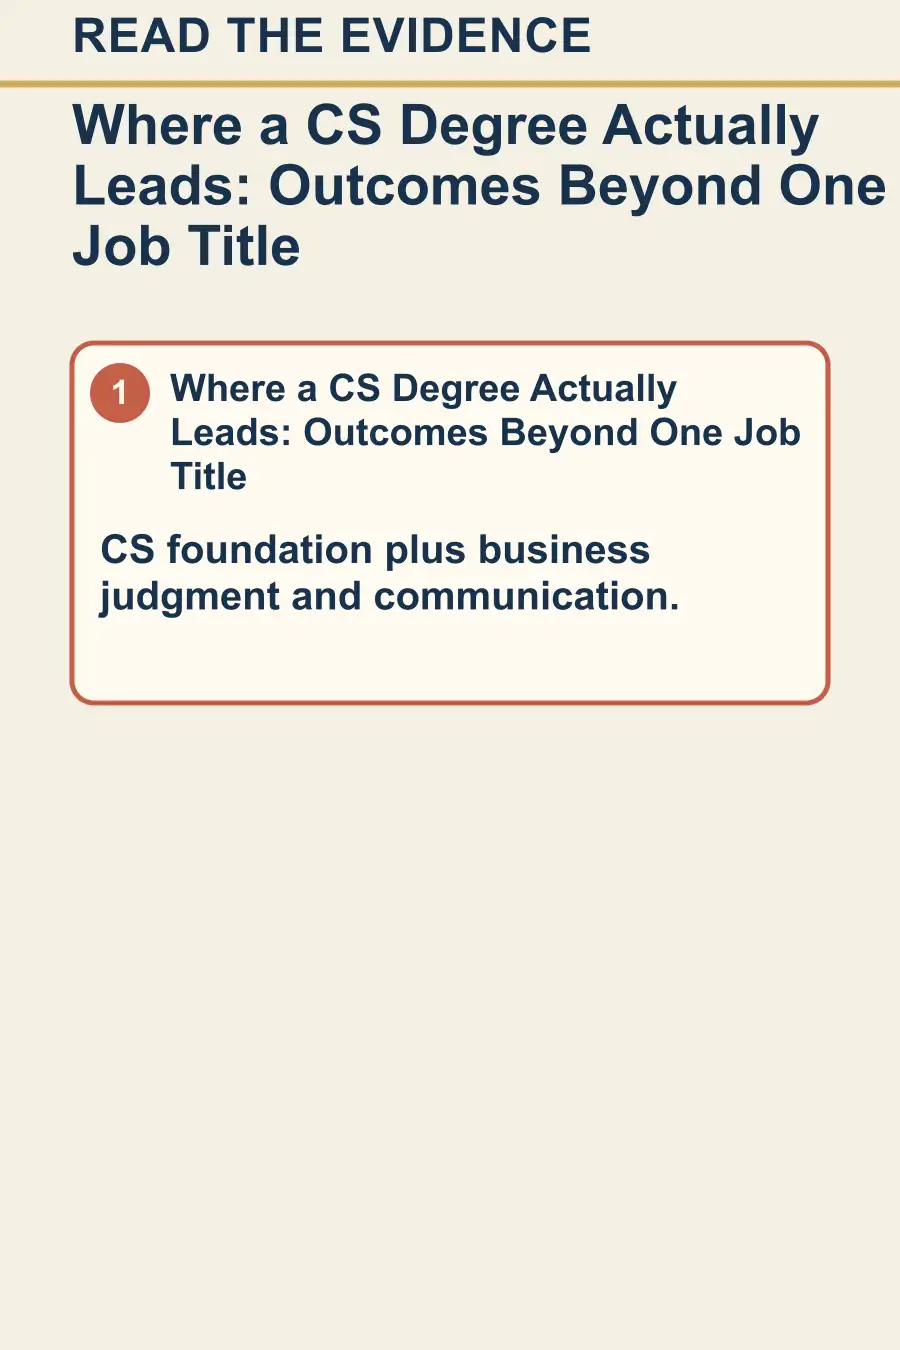 READ THE EVIDENCE
Where a CS Degree Actually
Leads: Outcomes Beyond One
Job Title
1
Where a CS Degree Actually
Leads: Outcomes Beyond One Job
Title
CS foundation plus business
judgment and communication.